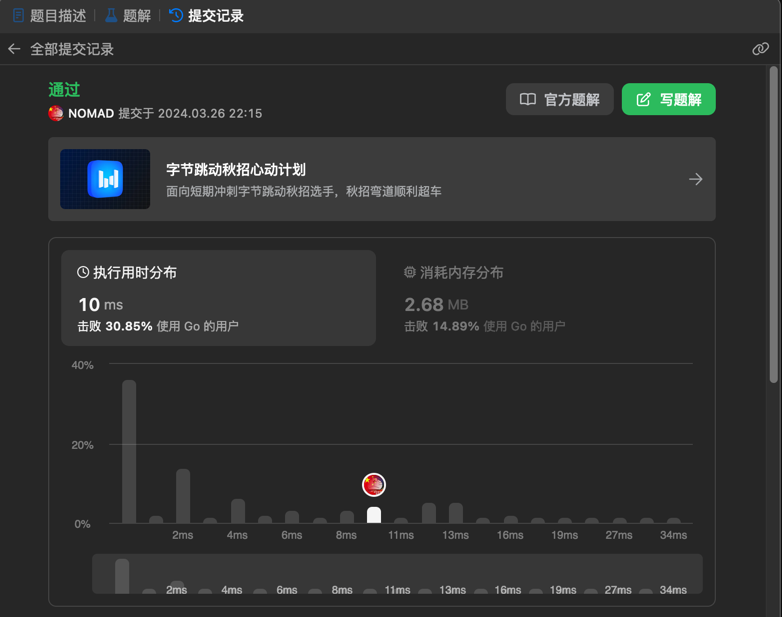 题目描述 题解 提交记录
全部提交记录
通过
NOMAD 提交于 2024.03.26 22:15
官方题解 写题解
字节跳动秋招心动计划
面向短期冲刺字节跳动秋招选手，秋招弯道顺利超车
执行用时分布
10 ms
击败 30.85% 使用 Go 的用户
消耗内存分布
2.68 MB
击败 14.89% 使用 Go 的用户
40%
20%
0%
2ms 4ms 6ms 8ms 11ms 13ms 16ms 19ms 27ms 34ms
2ms 4ms 6ms 8ms 11ms 13ms 16ms 19ms 27ms 34ms